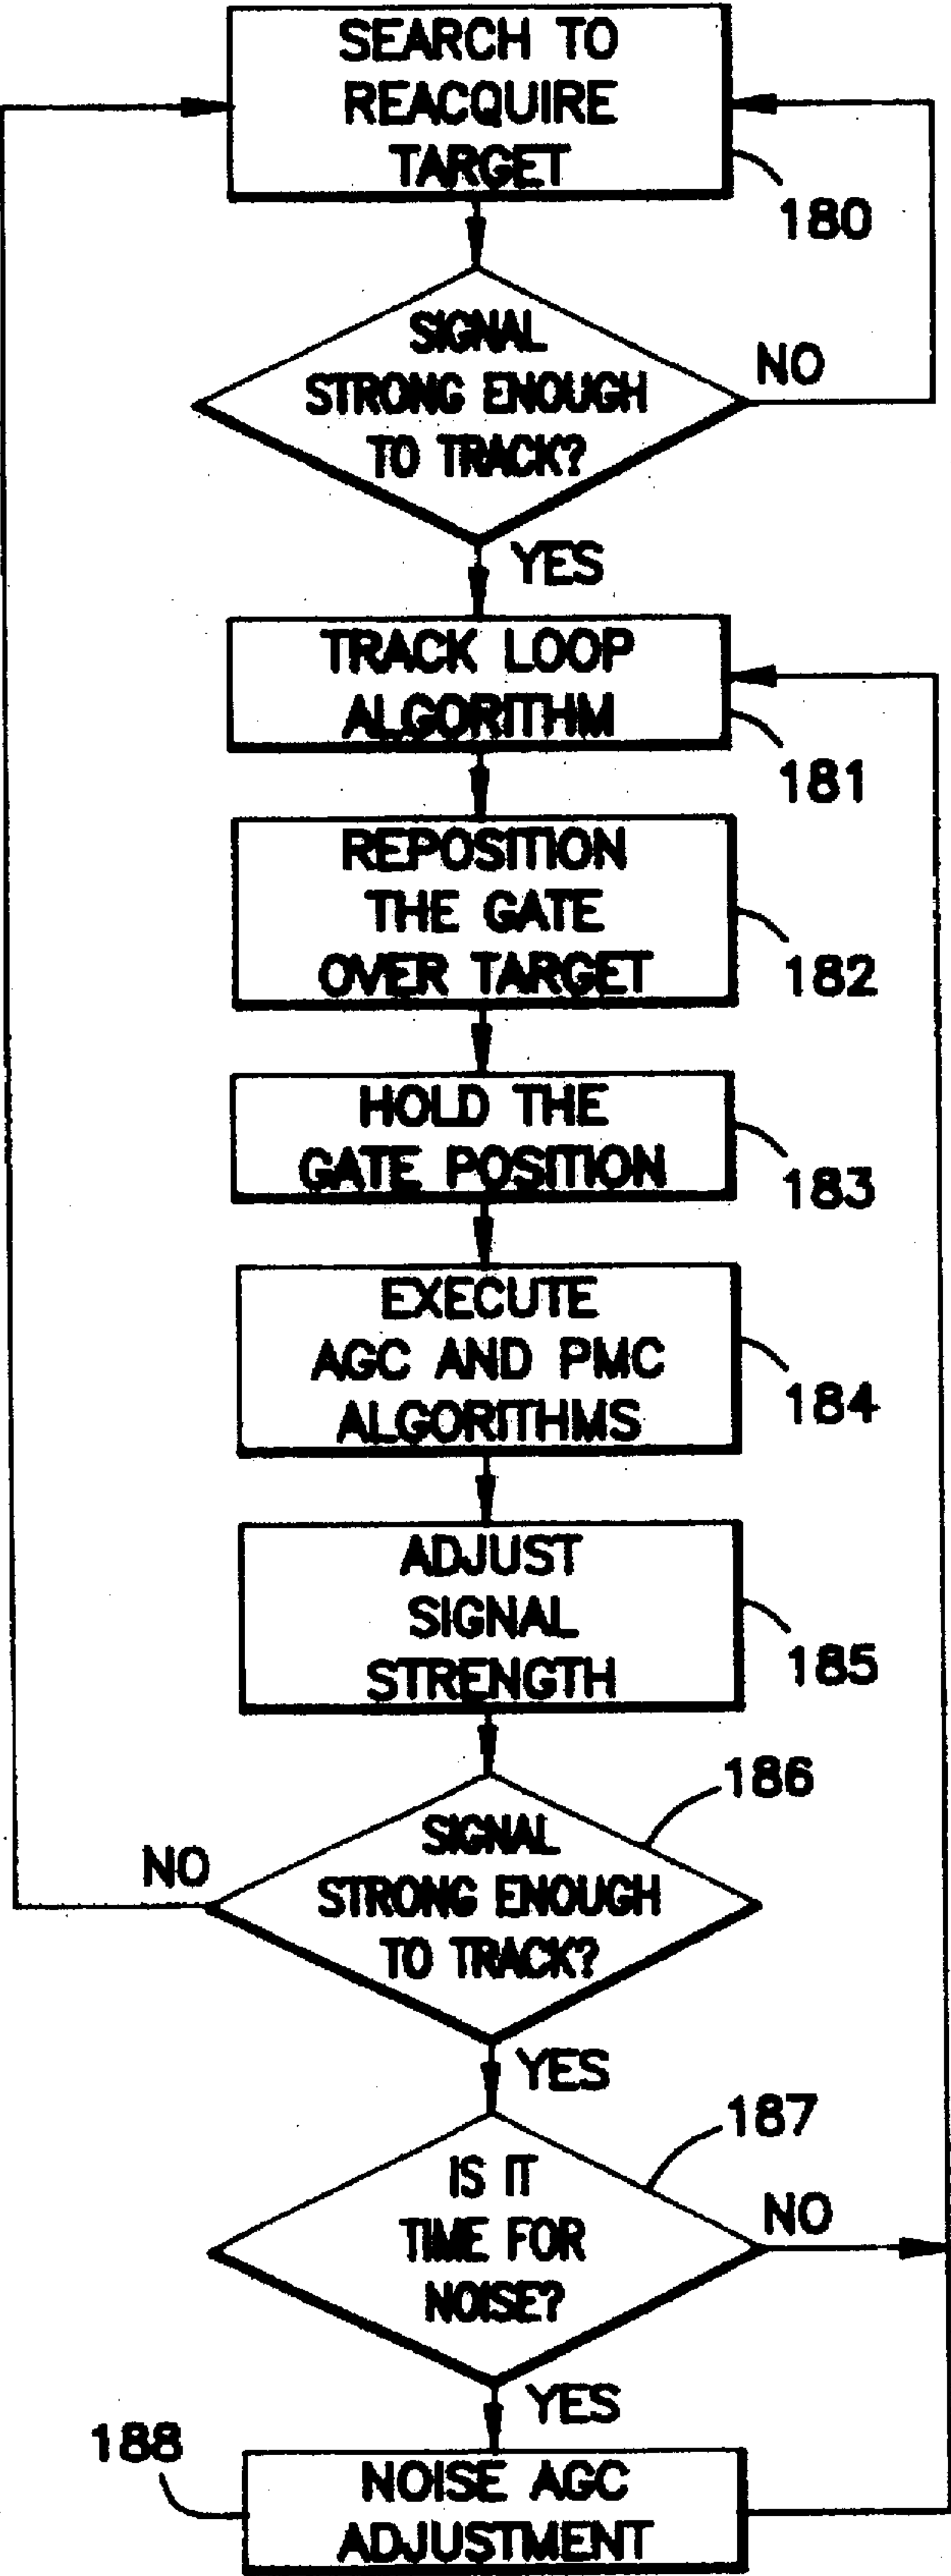 SEARCH TO
REACQUIRE
TARGET
180
SIGNAL
STRONG ENOUGH
TO TRACK?
NO
YES
TRACK LOOP
ALGORITHM
181
REPOSITION
THE GATE
OVER TARGET
182
HOLD THE
GATE POSITION
183
EXECUTE
AGC AND PMC
ALGORITHMS
184
ADJUST
SIGNAL
STRENGTH
185
186
SIGNAL
STRONG ENOUGH
TO TRACK?
NO
YES
187
IS IT
TIME FOR
NOISE?
NO
YES
188
NOISE AGC
ADJUSTMENT